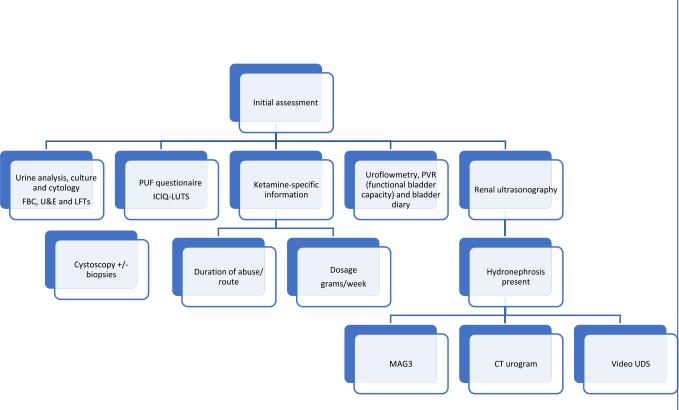 Initial assessment
Urine analysis, culture
and cytology
FBC, U&E and LFTs
PUF questionaire
ICIQ-LUTS
Ketamine-specific
information
Uroflowmetry, PVR
(functional bladder
capacity) and bladder
diary
Renal ultrasonography
Cystoscopy +/-
biopsies
Duration of abuse/
route
Dosage
grams/week
Hydronephrosis
present
MAG3
CT urogram
Video UDS